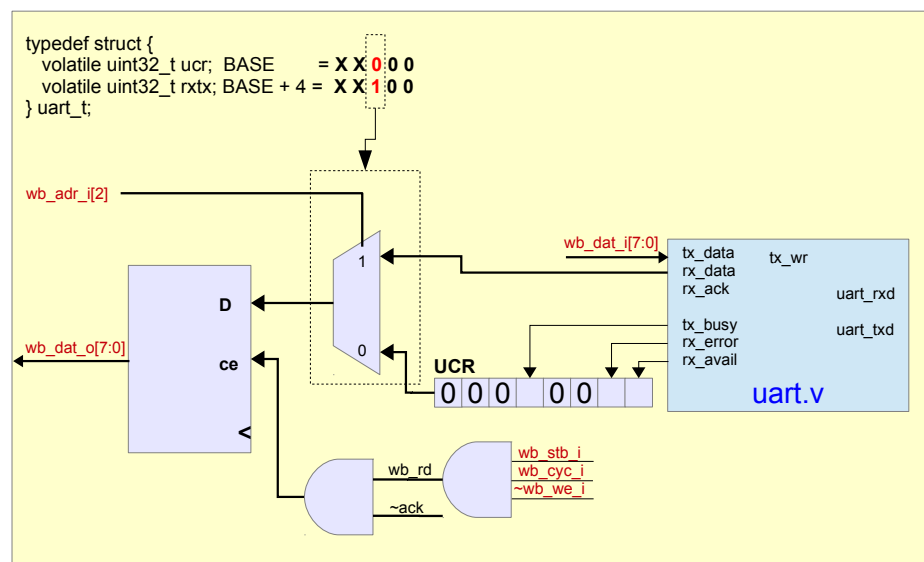 typedef struct {
volatile uint32_t ucr; BASE = X X 0 0 0
volatile uint32_t rxtx; BASE + 4 = X X 1 0 0
} uart_t;
wb_adr_i[2]
wb_dat_i[7:0]
1
tx_data
tx_wr
rx_data
rx_ack
uart_rxd
D
tx_busy
uart_txd
rx_error
wb_dat_o[7:0]
0
ce
UCR
rx_avail
0 0 0 0 0
uart.v
<
wb_stb_i
wb_rd
wb_cyc_i
~wb_we_i
~ack